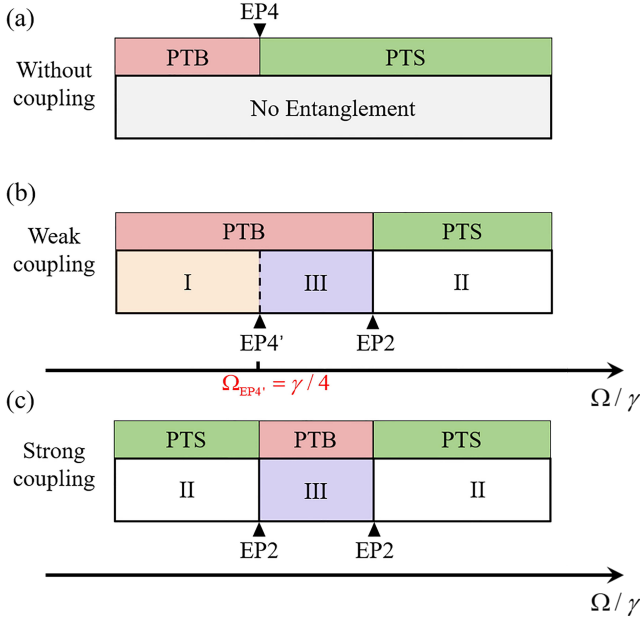 (a)
EP4
Without
coupling
PTB
PTS
No Entanglement
(b)
Weak
coupling
PTB
PTS
I
III
II
EP4'
EP2
Ω_EP4' = γ / 4
Ω / γ
(c)
Strong
coupling
PTS
PTB
PTS
II
III
II
EP2
EP2
Ω / γ